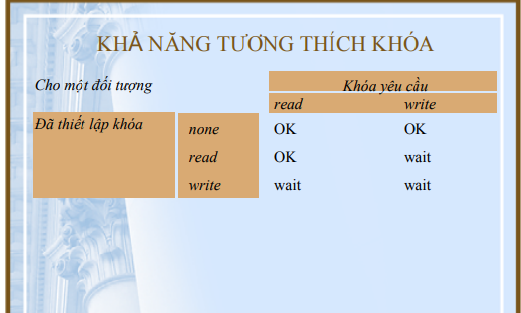 KHẢ NĂNG TƯƠNG THÍCH KHÓA
Cho một đối tượng
Khóa yêu cầu
read write
Đã thiết lập khóa none OK OK
read OK wait
write wait wait